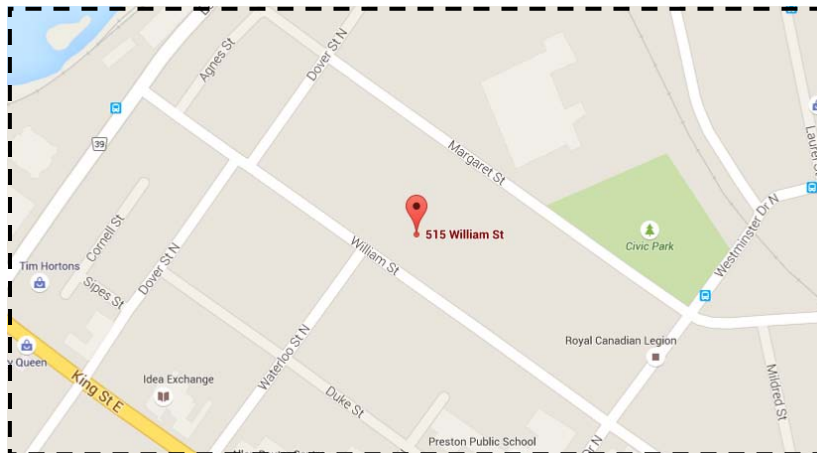 Agnes St
Dover St N
39
Margaret St
Laurel St
Westminster Dr N
Civic Park
515 William St
William St
Cornell St
Dover St N
Tim Hortons
Sipes St
Waterloo St N
Royal Canadian Legion
Queen
King St E
Idea Exchange
Duke St
Mildred St
Preston Public School
Dr N